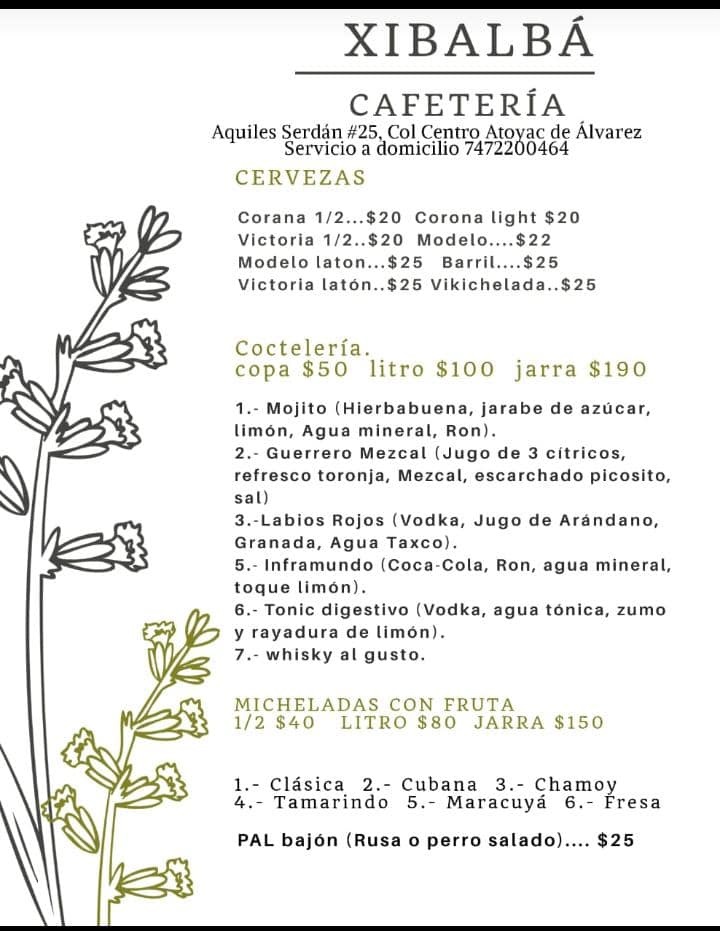 XIBALBÁ
CAFETERÍA
Aquiles Serdán #25, Col Centro Atoyac de Álvarez
Servicio a domicilio 7472200464
CERVEZAS
Corana 1/2...$20 Corona light $20
Victoria 1/2..$20 Modelo....$22
Modelo laton...$25 Barril....$25
Victoria latón..$25 Vikichelada..$25
Coctelería.
copa $50 litro $100 jarra $190
1.- Mojito (Hierbabuena, jarabe de azúcar,
limón, Agua mineral, Ron).
2.- Guerrero Mezcal (Jugo de 3 cítricos,
refresco toronja, Mezcal, escarchado picosito,
sal)
3.-Labios Rojos (Vodka, Jugo de Arándano,
Granada, Agua Taxco).
5.- Inframundo (Coca-Cola, Ron, agua mineral,
toque limón).
6.- Tonic digestivo (Vodka, agua tónica, zumo
y rayadura de limón).
7.- whisky al gusto.
MICHELADAS CON FRUTA
1/2 $40 LITRO $80 JARRA $150
1.- Clásica 2.- Cubana 3.- Chamoy
4.- Tamarindo 5.- Maracuyá 6.- Fresa
PAL bajón (Rusa o perro salado).... $25